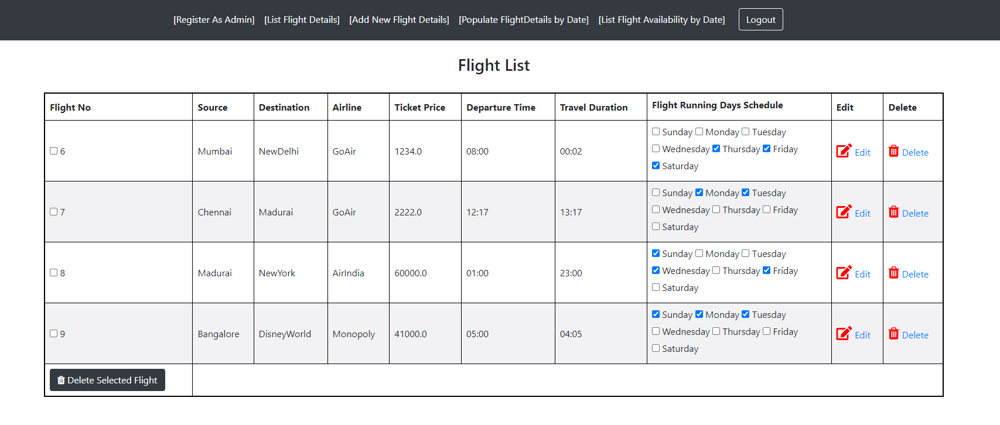 [Register As Admin] [List Flight Details] [Add New Flight Details] [Populate FlightDetails by Date] [List Flight Availability by Date] Logout
Flight List
Flight No Source Destination Airline Ticket Price Departure Time Travel Duration Flight Running Days Schedule Edit Delete
Sunday Monday Tuesday
6 Mumbai NewDelhi GoAir 1234.0 08:00 00:02 Wednesday Thursday Friday Edit Delete
Saturday
Sunday Monday Tuesday
7 Chennai Madurai GoAir 2222.0 12:17 13:17 Wednesday Thursday Friday Edit Delete
Saturday
Sunday Monday Tuesday
8 Madurai NewYork AirIndia 60000.0 01:00 23:00 Wednesday Thursday Friday Edit Delete
Saturday
Sunday Monday Tuesday
9 Bangalore DisneyWorld Monopoly 41000.0 05:00 04:05 Wednesday Thursday Friday Edit Delete
Saturday
Delete Selected Flight